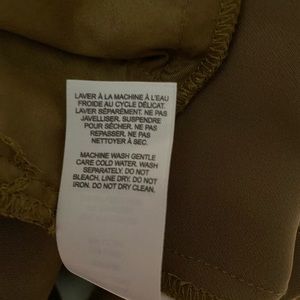 LAVER À LA MACHINE À L'EAU
FROIDE AU CYCLE DÉLICAT.
LAVER SÉPARÉMENT. NE PAS
JAVELLISER. SUSPENDRE
POUR SÉCHER. NE PAS
REPASSER. NE PAS
NETTOYER À SEC.
MACHINE WASH GENTLE
CARE COLD WATER. WASH
SEPARATELY. DO NOT
BLEACH. LINE DRY. DO NOT
IRON. DO NOT DRY CLEAN.